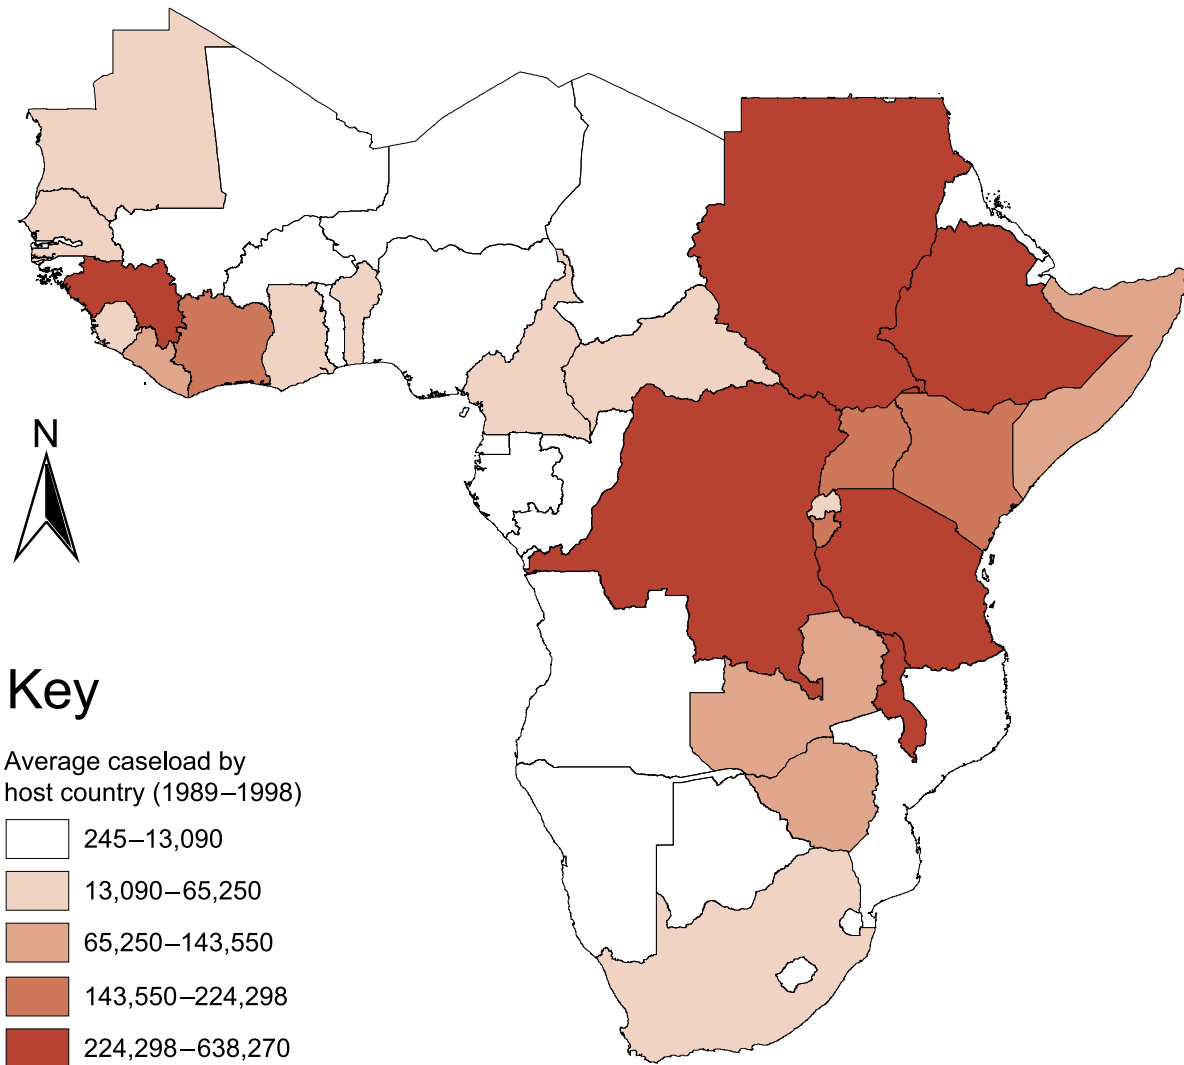 N
Key
Average caseload by
host country (1989–1998)
245–13,090
13,090–65,250
65,250–143,550
143,550–224,298
224,298–638,270